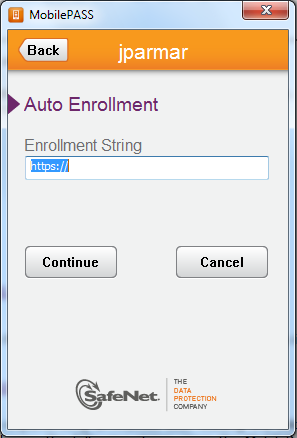 MobilePASS
Back
jparmar
Auto Enrollment
Enrollment String
https://
Continue
Cancel
SafeNet.
THE
DATA
PROTECTION
COMPANY